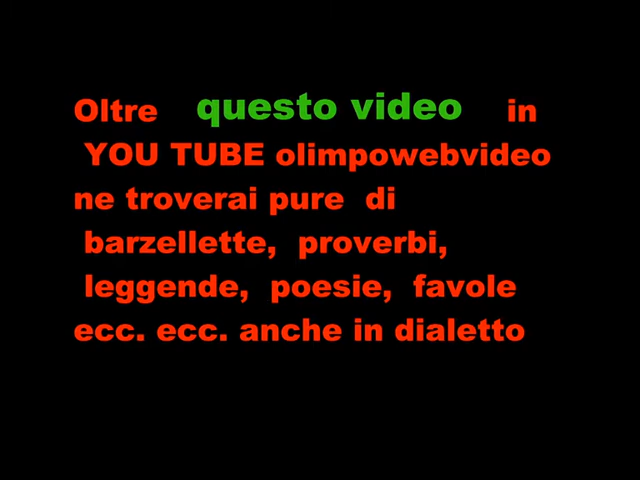 Oltre questo video in
YOU TUBE olimpowebvideo
ne troverai pure di
barzellette, proverbi,
leggende, poesie, favole
ecc. ecc. anche in dialetto